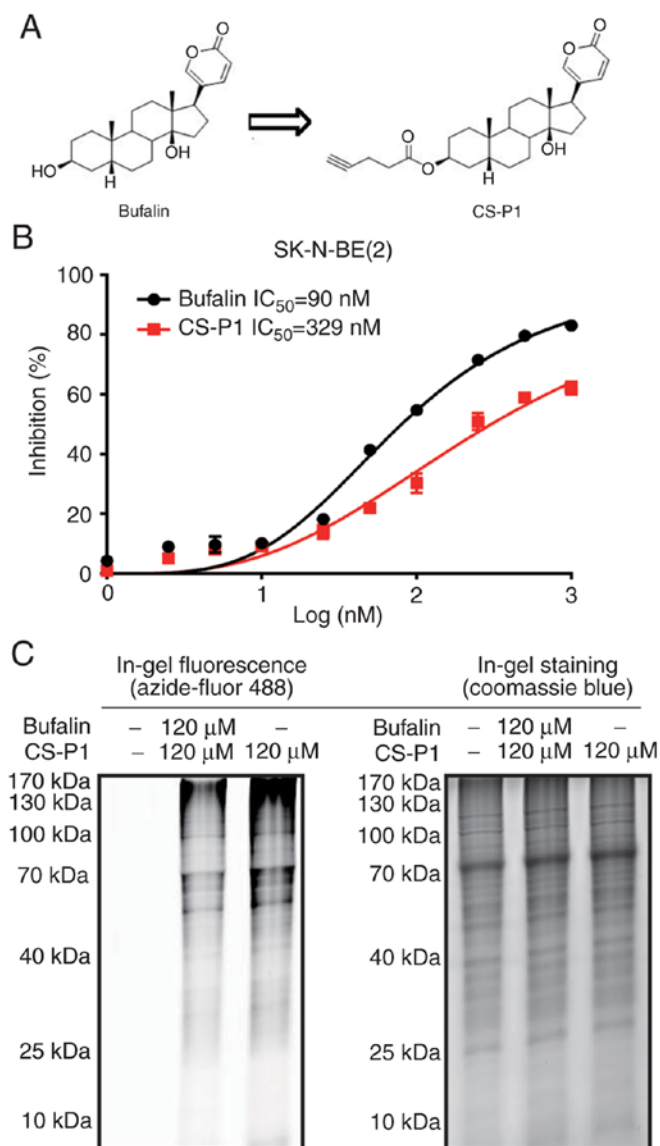 A
O
O
O
O
H
OH
HO
H
Bufalin
O
O
H
OH
O
H
CS-P1
B
SK-N-BE(2)
100
80
60
40
20
0
Inhibition (%)
Bufalin IC50=90 nM
CS-P1 IC50=329 nM
0 1 2 3
Log (nM)
C
In-gel fluorescence
(azide-fluor 488)
Bufalin – 120 µM –
CS-P1 – 120 µM 120 µM
170 kDa
130 kDa
100 kDa
70 kDa
40 kDa
25 kDa
10 kDa
In-gel staining
(coomassie blue)
Bufalin – 120 µM –
CS-P1 – 120 µM 120 µM
170 kDa
130 kDa
100 kDa
70 kDa
40 kDa
25 kDa
10 kDa